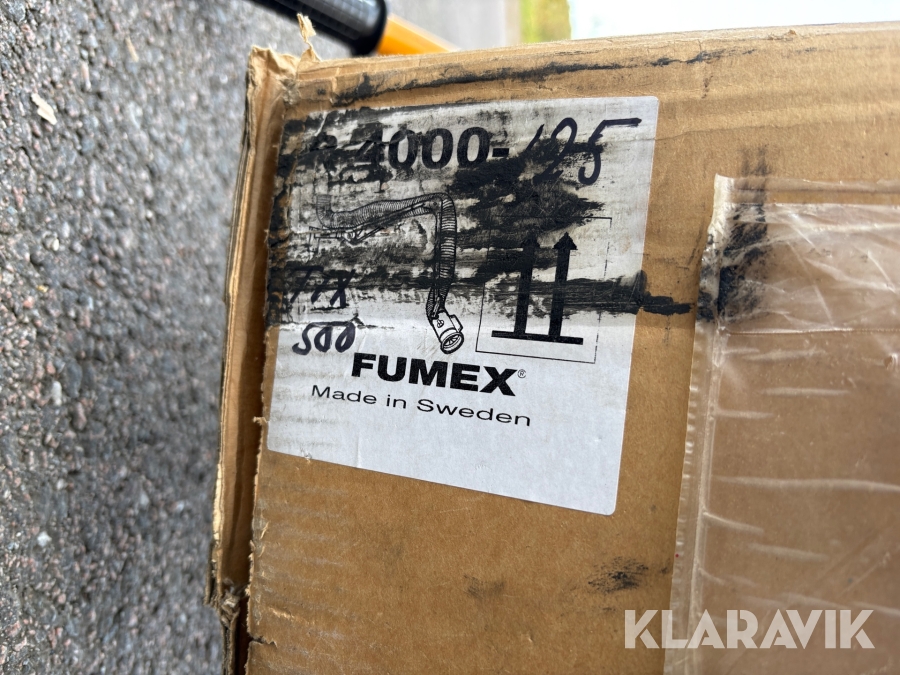 4000-125
500
FUMEX®
Made in Sweden
KLARAVIK